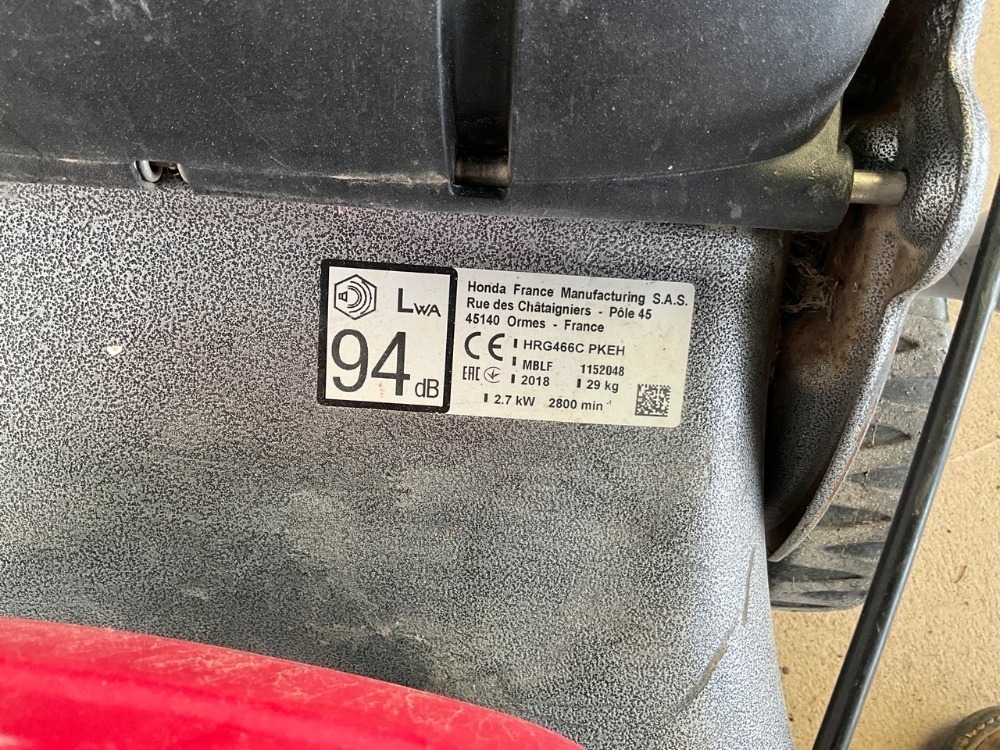 LWA
94 dB
Honda France Manufacturing S.A.S.
Rue des Châtaigniers - Pôle 45
45140 Ormes - France
CE
HRG466C PKEH
MBLF 1152048
EAC 2018 29 kg
2.7 kW 2800 min-1